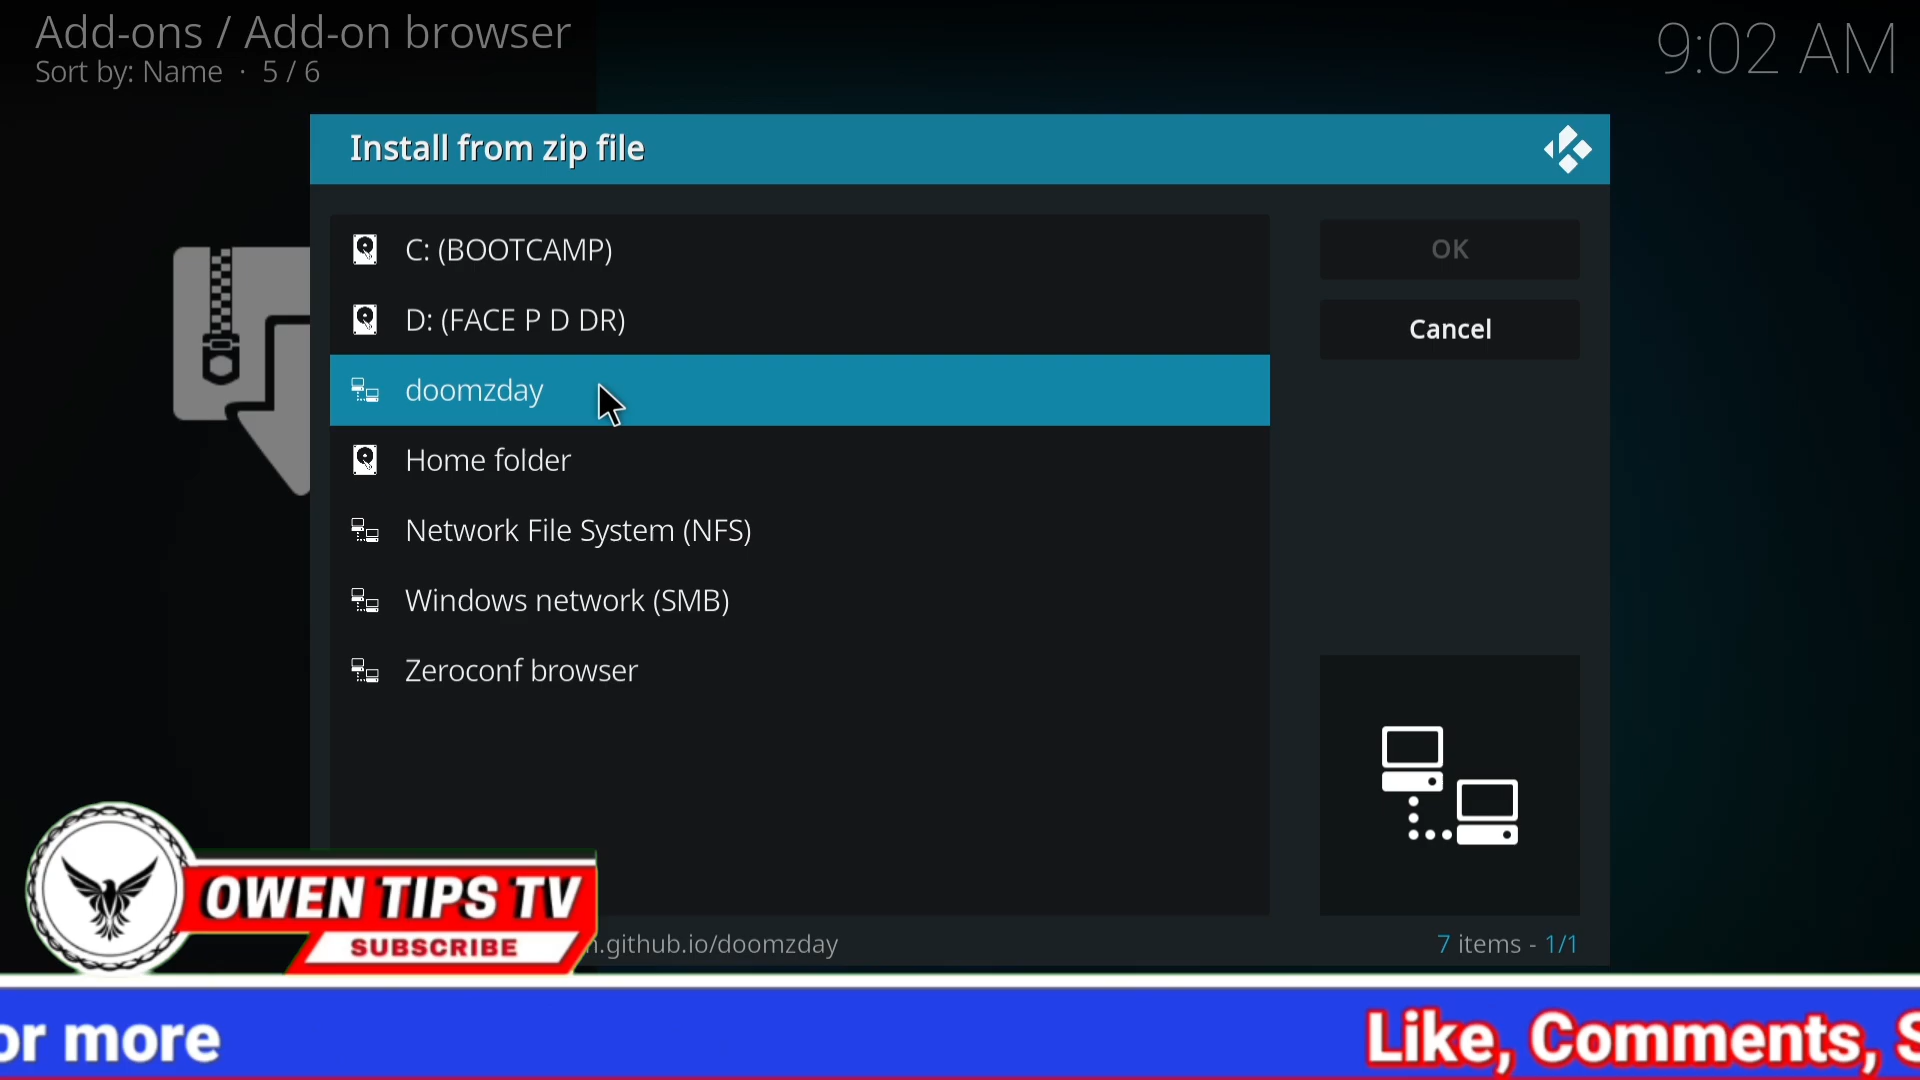 Add-ons / Add-on browser
Sort by: Name · 5 / 6
9:02 AM
Install from zip file
C: (BOOTCAMP)
D: (FACE P D DR)
doomzday
Home folder
Network File System (NFS)
Windows network (SMB)
Zeroconf browser
OK
Cancel
OWEN TIPS TV
SUBSCRIBE
.github.io/doomzday
7 items - 1/1
or more
Like, Comments, S